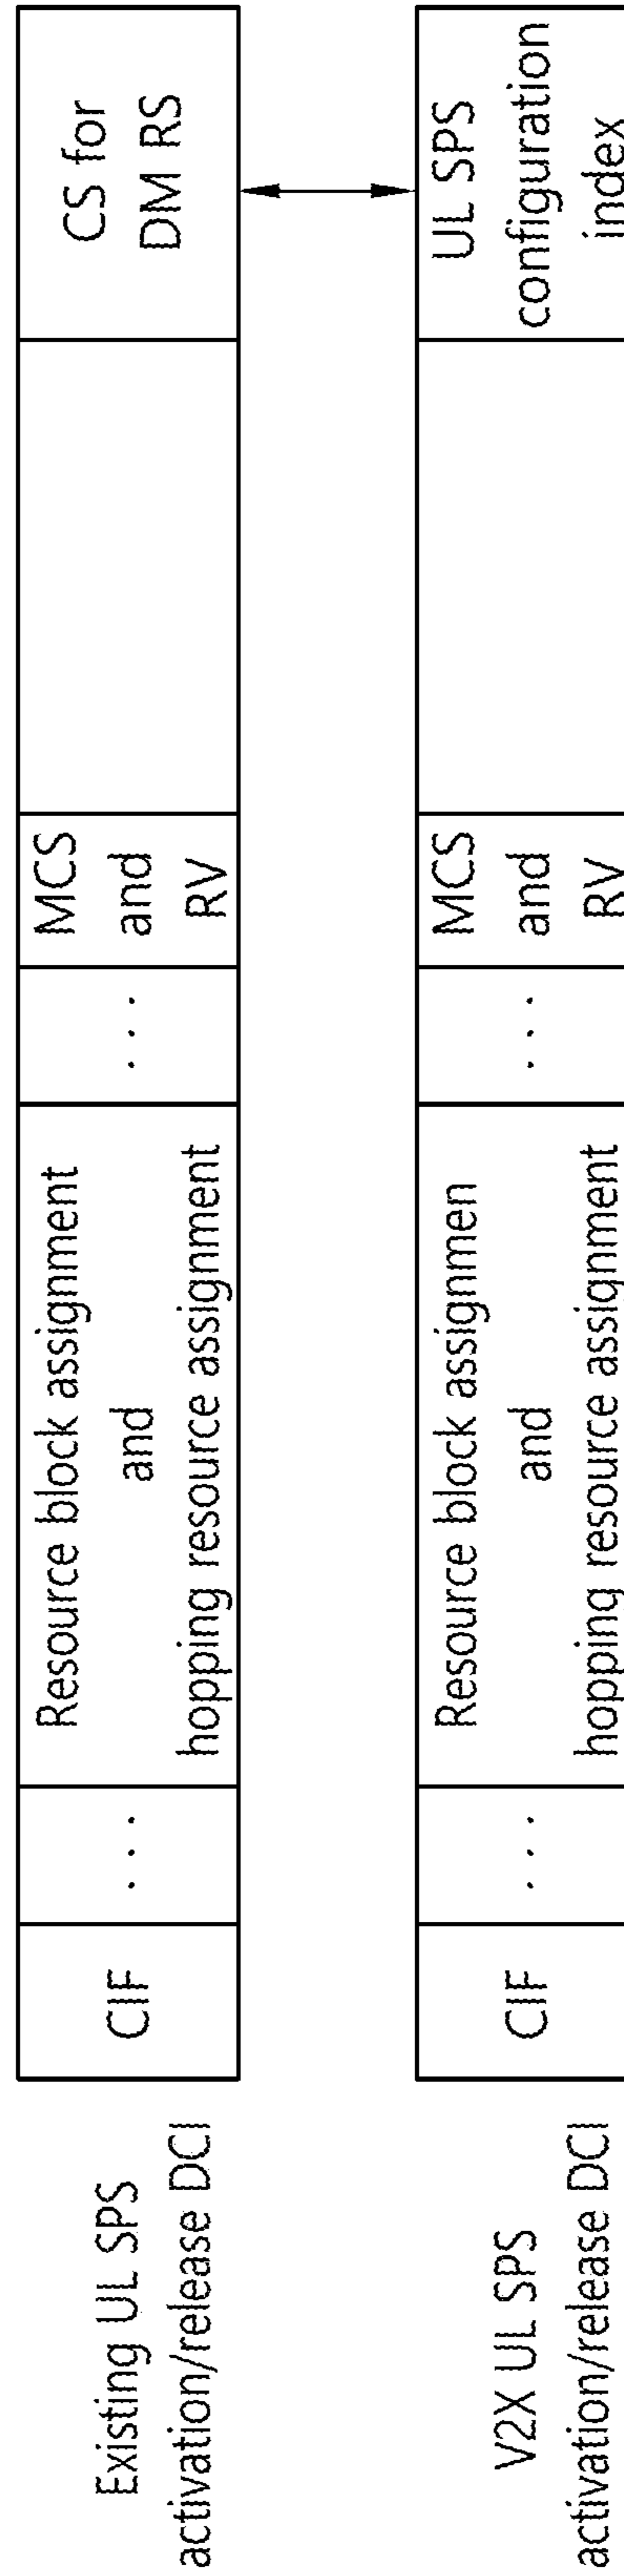 Existing UL SPS
activation/release DCI
CIF
. . .
Resource block assignment
and
hopping resource assignment
. . .
MCS
and
RV
CS for
DM RS
V2X UL SPS
activation/release DCI
CIF
. . .
Resource block assignmen
and
hopping resource assignment
. . .
MCS
and
RV
UL SPS
configuration
index